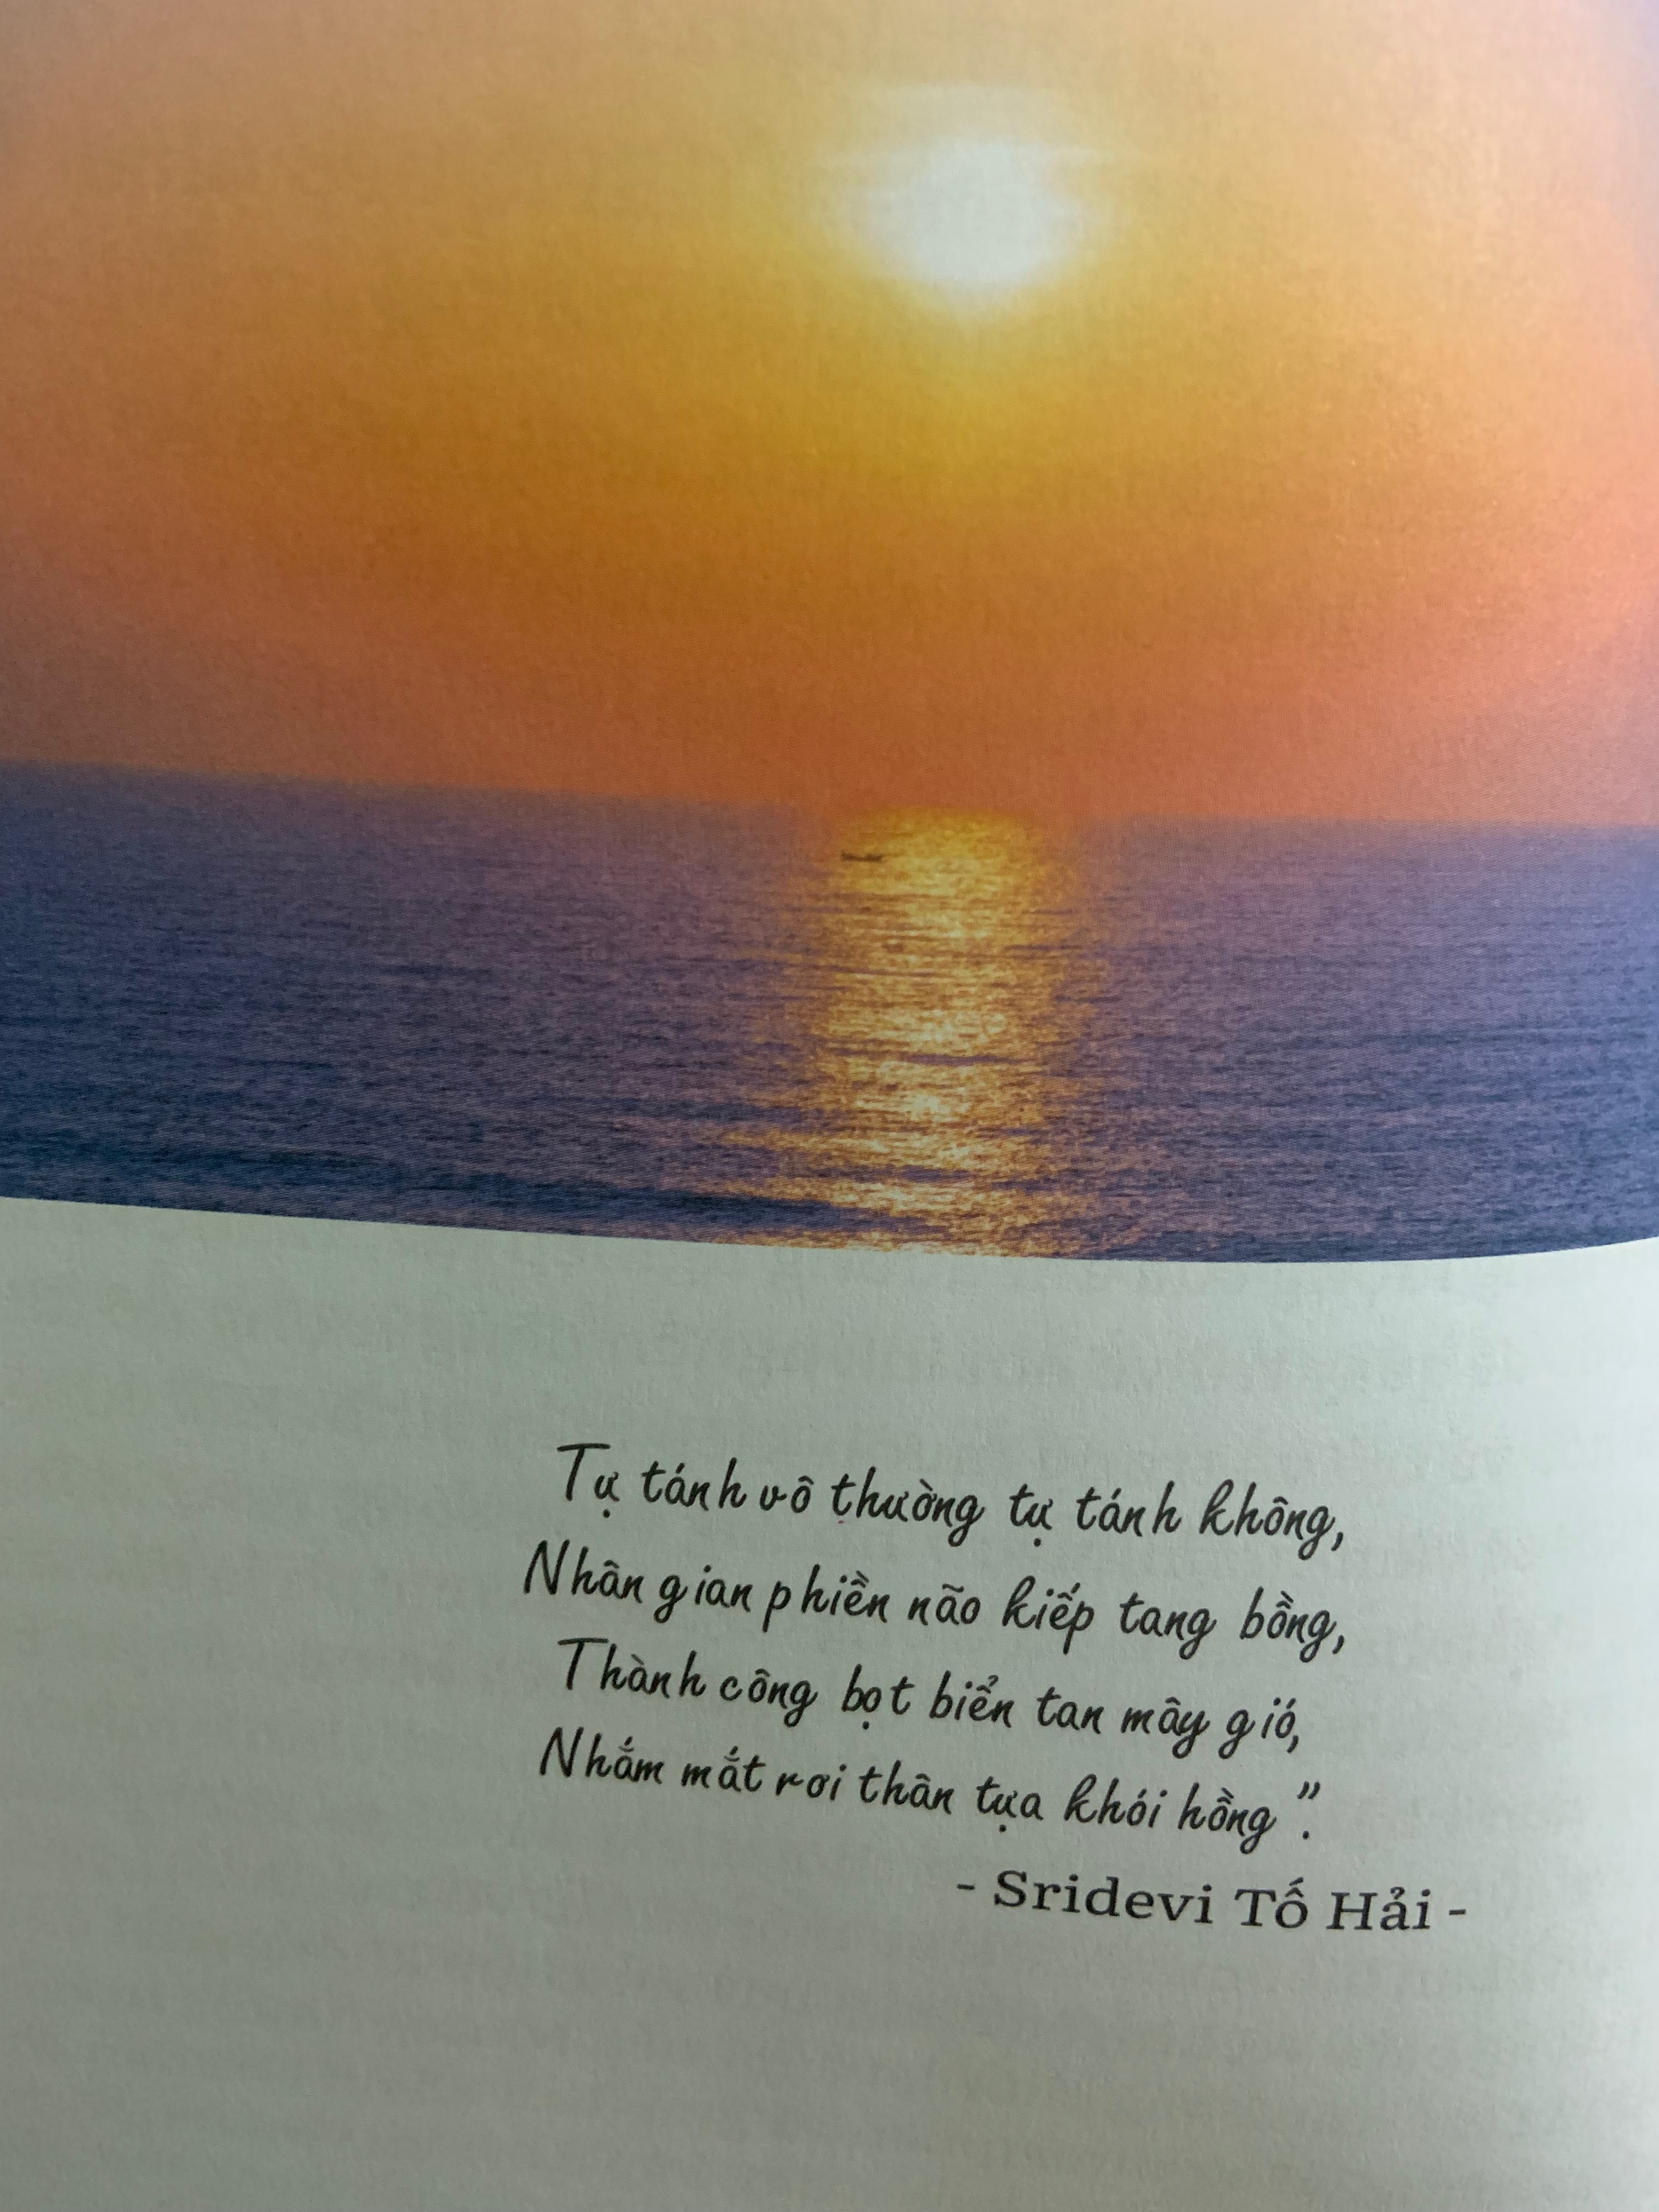 Tự tánh vô thường tự tánh không,
Nhân gian phiền não kiếp tang bồng,
Thành công bọt biển tan mây gió,
Nhắm mắt rơi thân tựa khói hồng".
- Sridevi Tố Hải -